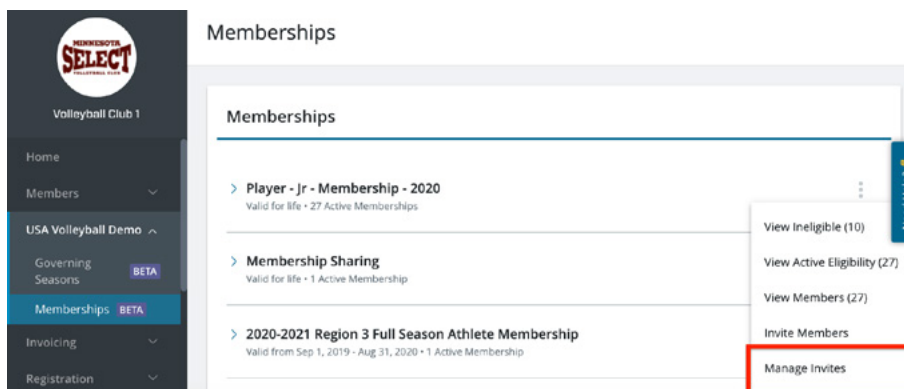 MINNESOTA
SELECT
VOLLEYBALL CLUB
Volleyball Club 1
Home
Members
USA Volleyball Demo
Governing
Seasons
BETA
Memberships BETA
Invoicing
Registration
Memberships
Memberships
Player - Jr - Membership - 2020
Valid for life • 27 Active Memberships
Membership Sharing
Valid for life • 1 Active Membership
2020-2021 Region 3 Full Season Athlete Membership
Valid from Sep 1, 2019 - Aug 31, 2020 • 1 Active Membership
View Ineligible (10)
View Active Eligibility (27)
View Members (27)
Invite Members
Manage Invites